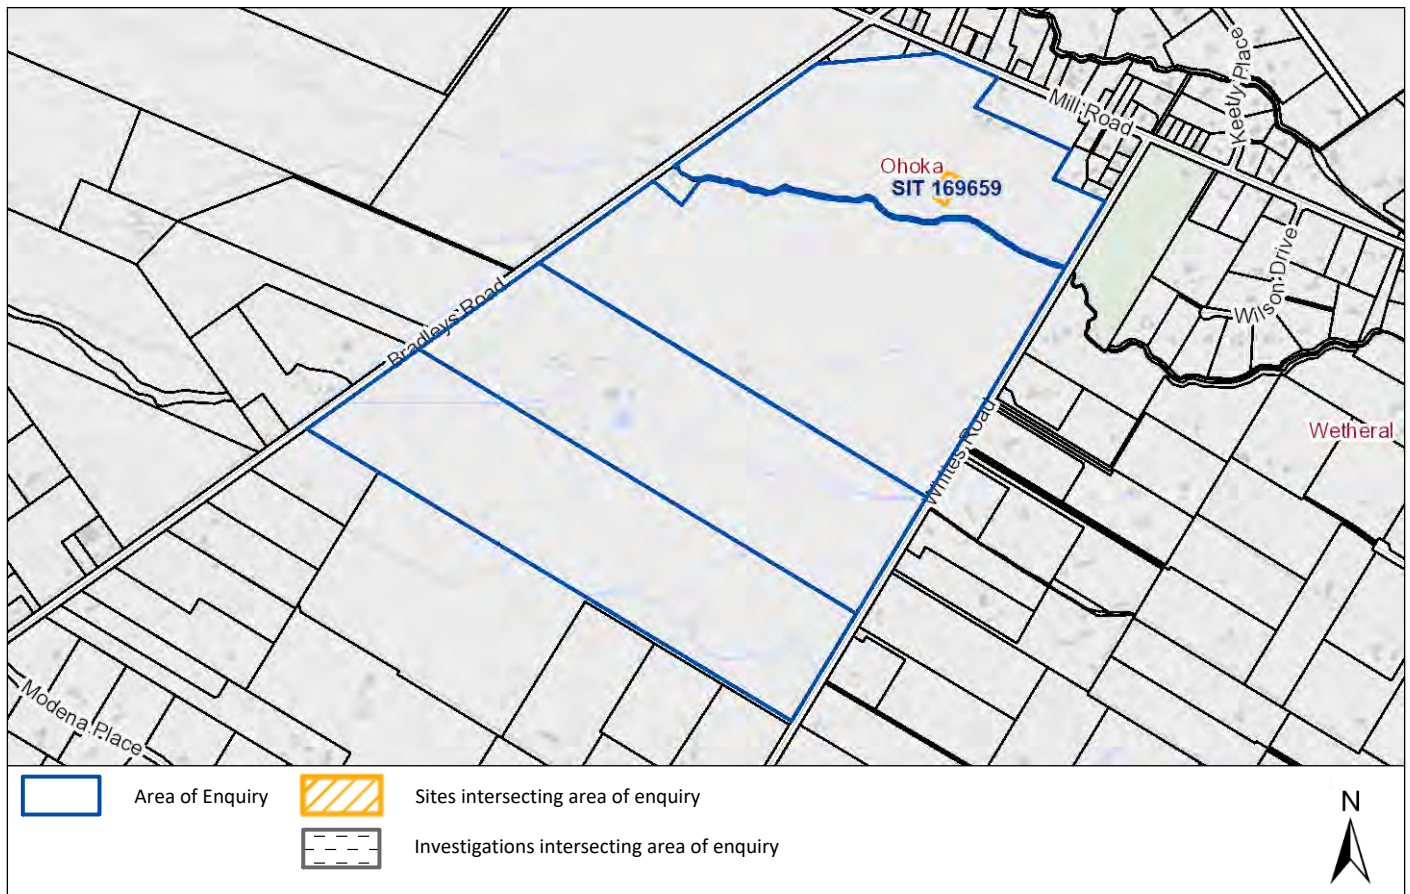 Keetly Place
Mill Road
Ohoka
SIT 169659
Wilson Drive
Bradleys Road
Whites Road
Wetheral
Modena Place
Area of Enquiry
Sites intersecting area of enquiry
Investigations intersecting area of enquiry
N